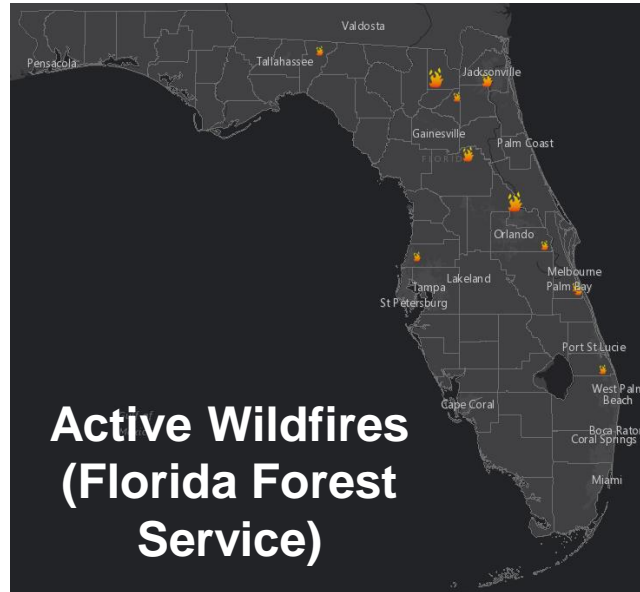 Valdosta
Pensacola
Tallahassee
Jacksonville
Gainesville
Palm Coast
FLORID
Orlando
Melbourne
Lakeland
Palm Bay
Tampa
St Petersburg
Port St Lucie
West Palm
Beach
Cape Coral
Boca Raton
Coral Springs
Miami
Active Wildfires
(Florida Forest
Service)